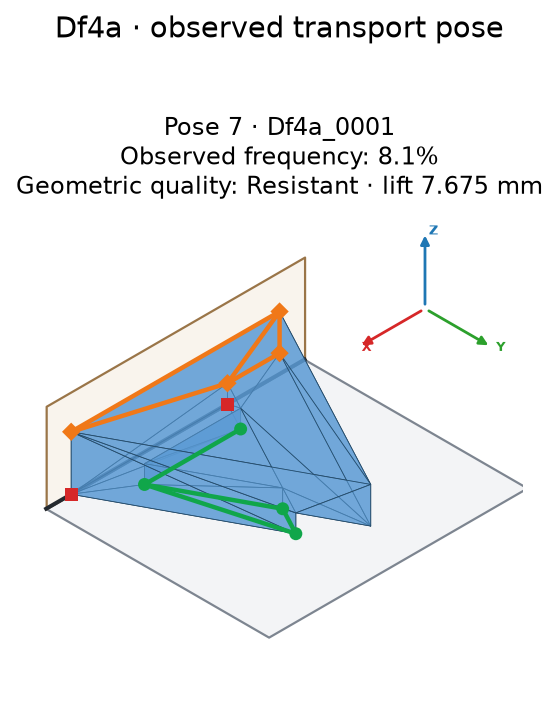 Df4a · observed transport pose
Pose 7 · Df4a_0001
Observed frequency: 8.1%
Geometric quality: Resistant · lift 7.675 mm
Z
X
Y